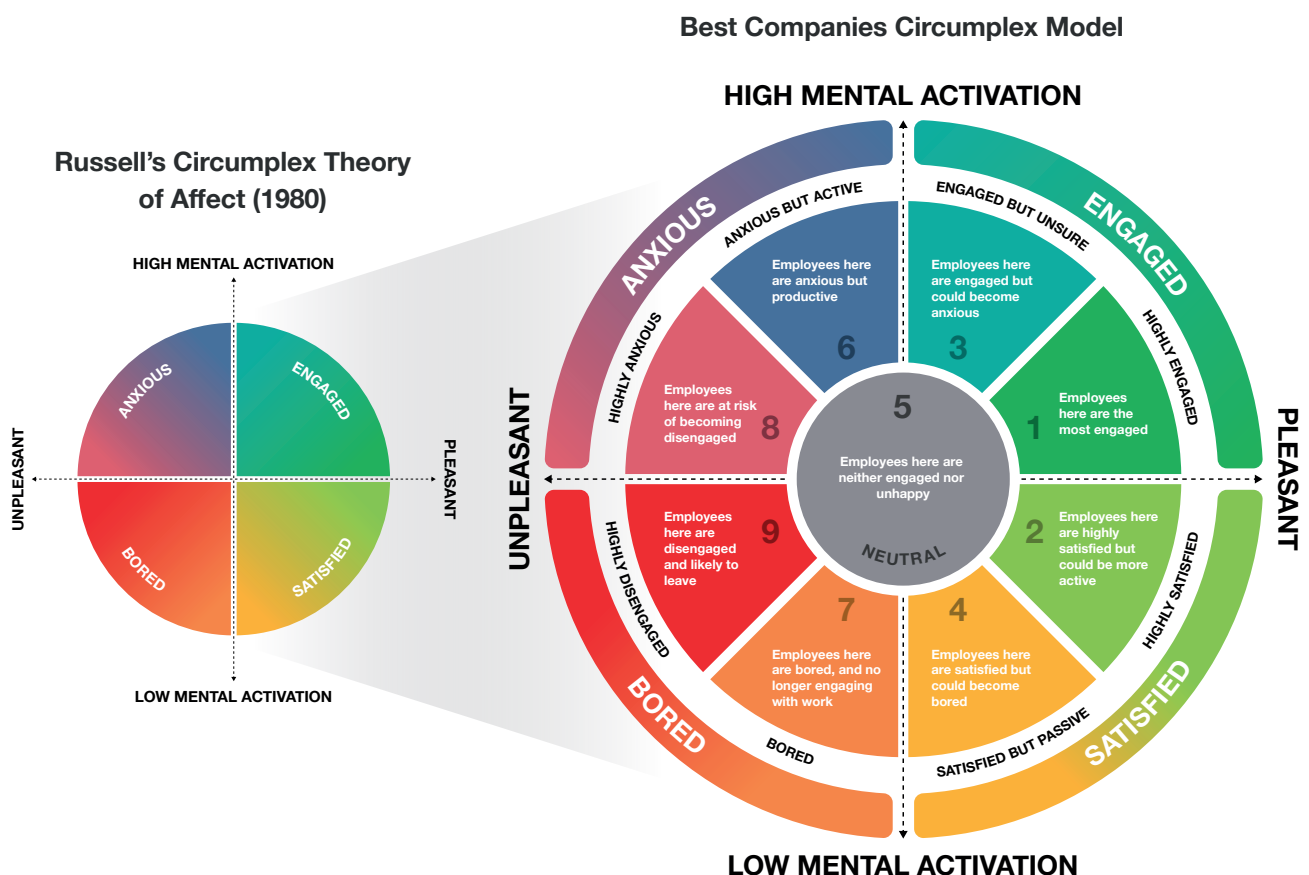 Best Companies Circumplex Model
Russell's Circumplex Theory
of Affect (1980)
HIGH MENTAL ACTIVATION
UNPLEASANT
PLEASANT
ANXIOUS
ENGAGED
BORED
SATISFIED
LOW MENTAL ACTIVATION
HIGH MENTAL ACTIVATION
UNPLEASANT
PLEASANT
ANXIOUS
ENGAGED
ANXIOUS BUT ACTIVE
ENGAGED BUT UNSURE
HIGHLY ANXIOUS
HIGHLY ENGAGED
Employees here
are anxious but
productive
6
Employees here
are engaged but
could become
anxious
3
Employees
here are at risk
of becoming
disengaged
8
Employees
here are the
most engaged
1
5
Employees here are
neither engaged nor
unhappy
NEUTRAL
Employees
here are
disengaged
and likely to
leave
9
Employees here
are highly
satisfied but
could be more
active
2
7
Employees here
are bored, and no
longer engaging
with work
4
Employees here
are satisfied but
could become
bored
HIGHLY DISENGAGED
HIGHLY SATISFIED
BORED
SATISFIED BUT PASSIVE
BORED
SATISFIED
LOW MENTAL ACTIVATION